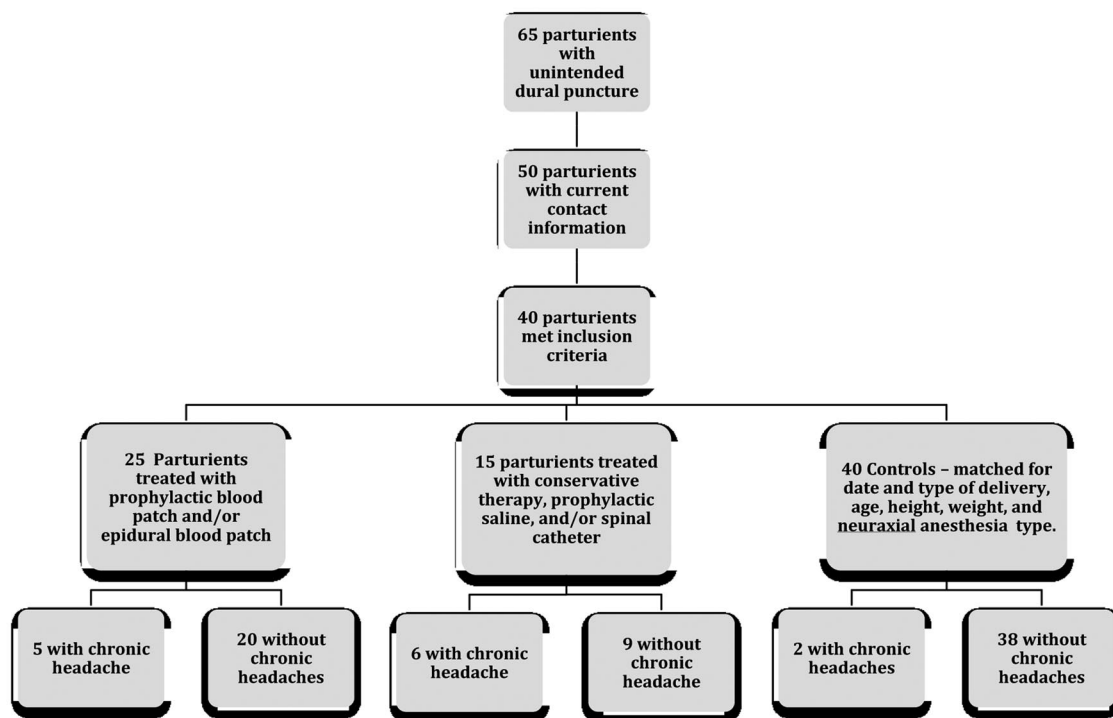 65 parturients
with
unintended
dural puncture
50 parturients
with current
contact
information
40 parturients
met inclusion
criteria
25 Parturients
treated with
prophylactic blood
patch and/or
epidural blood patch
15 parturients treated
with conservative
therapy, prophylactic
saline, and/or spinal
catheter
40 Controls – matched for
date and type of delivery,
age, height, weight, and
neuraxial anesthesia type.
5 with chronic
headache
20 without
chronic
headaches
6 with chronic
headache
9 without
chronic
headache
2 with chronic
headaches
38 without
chronic
headaches